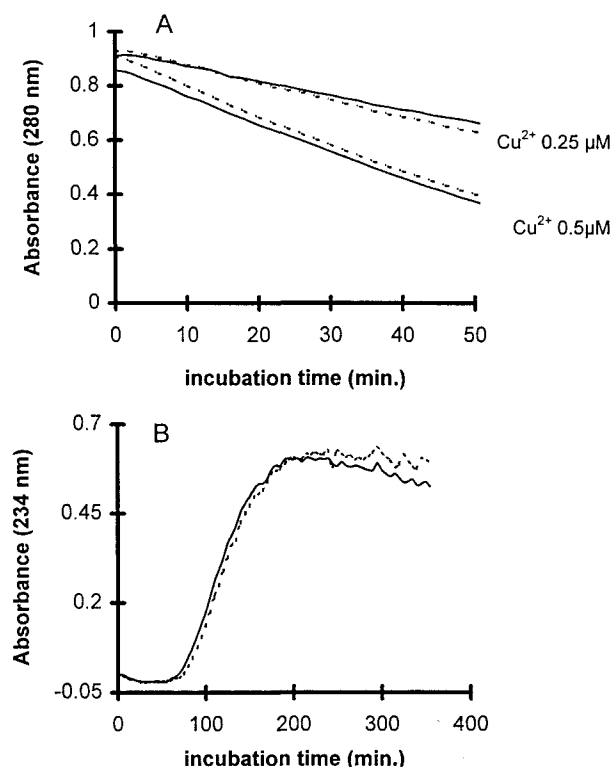 A
Absorbance (280 nm)
1
0.8
0.6
0.4
0.2
0
0 10 20 30 40 50
Cu²⁺ 0.25 µM
Cu²⁺ 0.5µM
incubation time (min.)
B
Absorbance (234 nm)
0.7
0.45
0.2
-0.05
0 100 200 300 400
incubation time (min.)